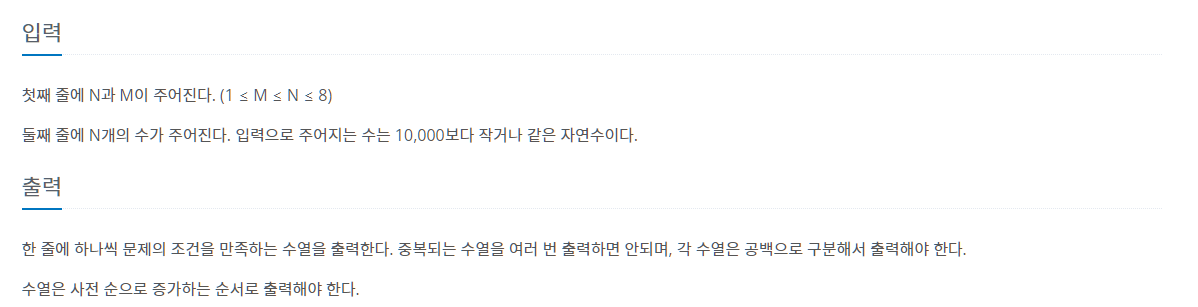 입력
첫째 줄에 N과 M이 주어진다. (1 ≤ M ≤ N ≤ 8)
둘째 줄에 N개의 수가 주어진다. 입력으로 주어지는 수는 10,000보다 작거나 같은 자연수이다.
출력
한 줄에 하나씩 문제의 조건을 만족하는 수열을 출력한다. 중복되는 수열을 여러 번 출력하면 안되며, 각 수열은 공백으로 구분해서 출력해야 한다.
수열은 사전 순으로 증가하는 순서로 출력해야 한다.